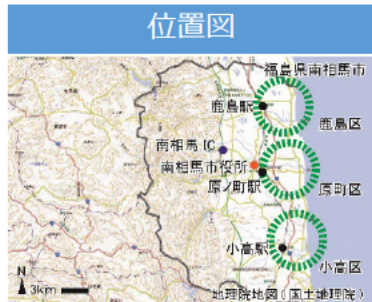 位置図
福島県南相馬市
鹿島駅
鹿島区
南相馬IC
南相馬市役所
原ノ町駅
原町区
小高駅
小高区
N
3km
地理院地図(国土地理院)